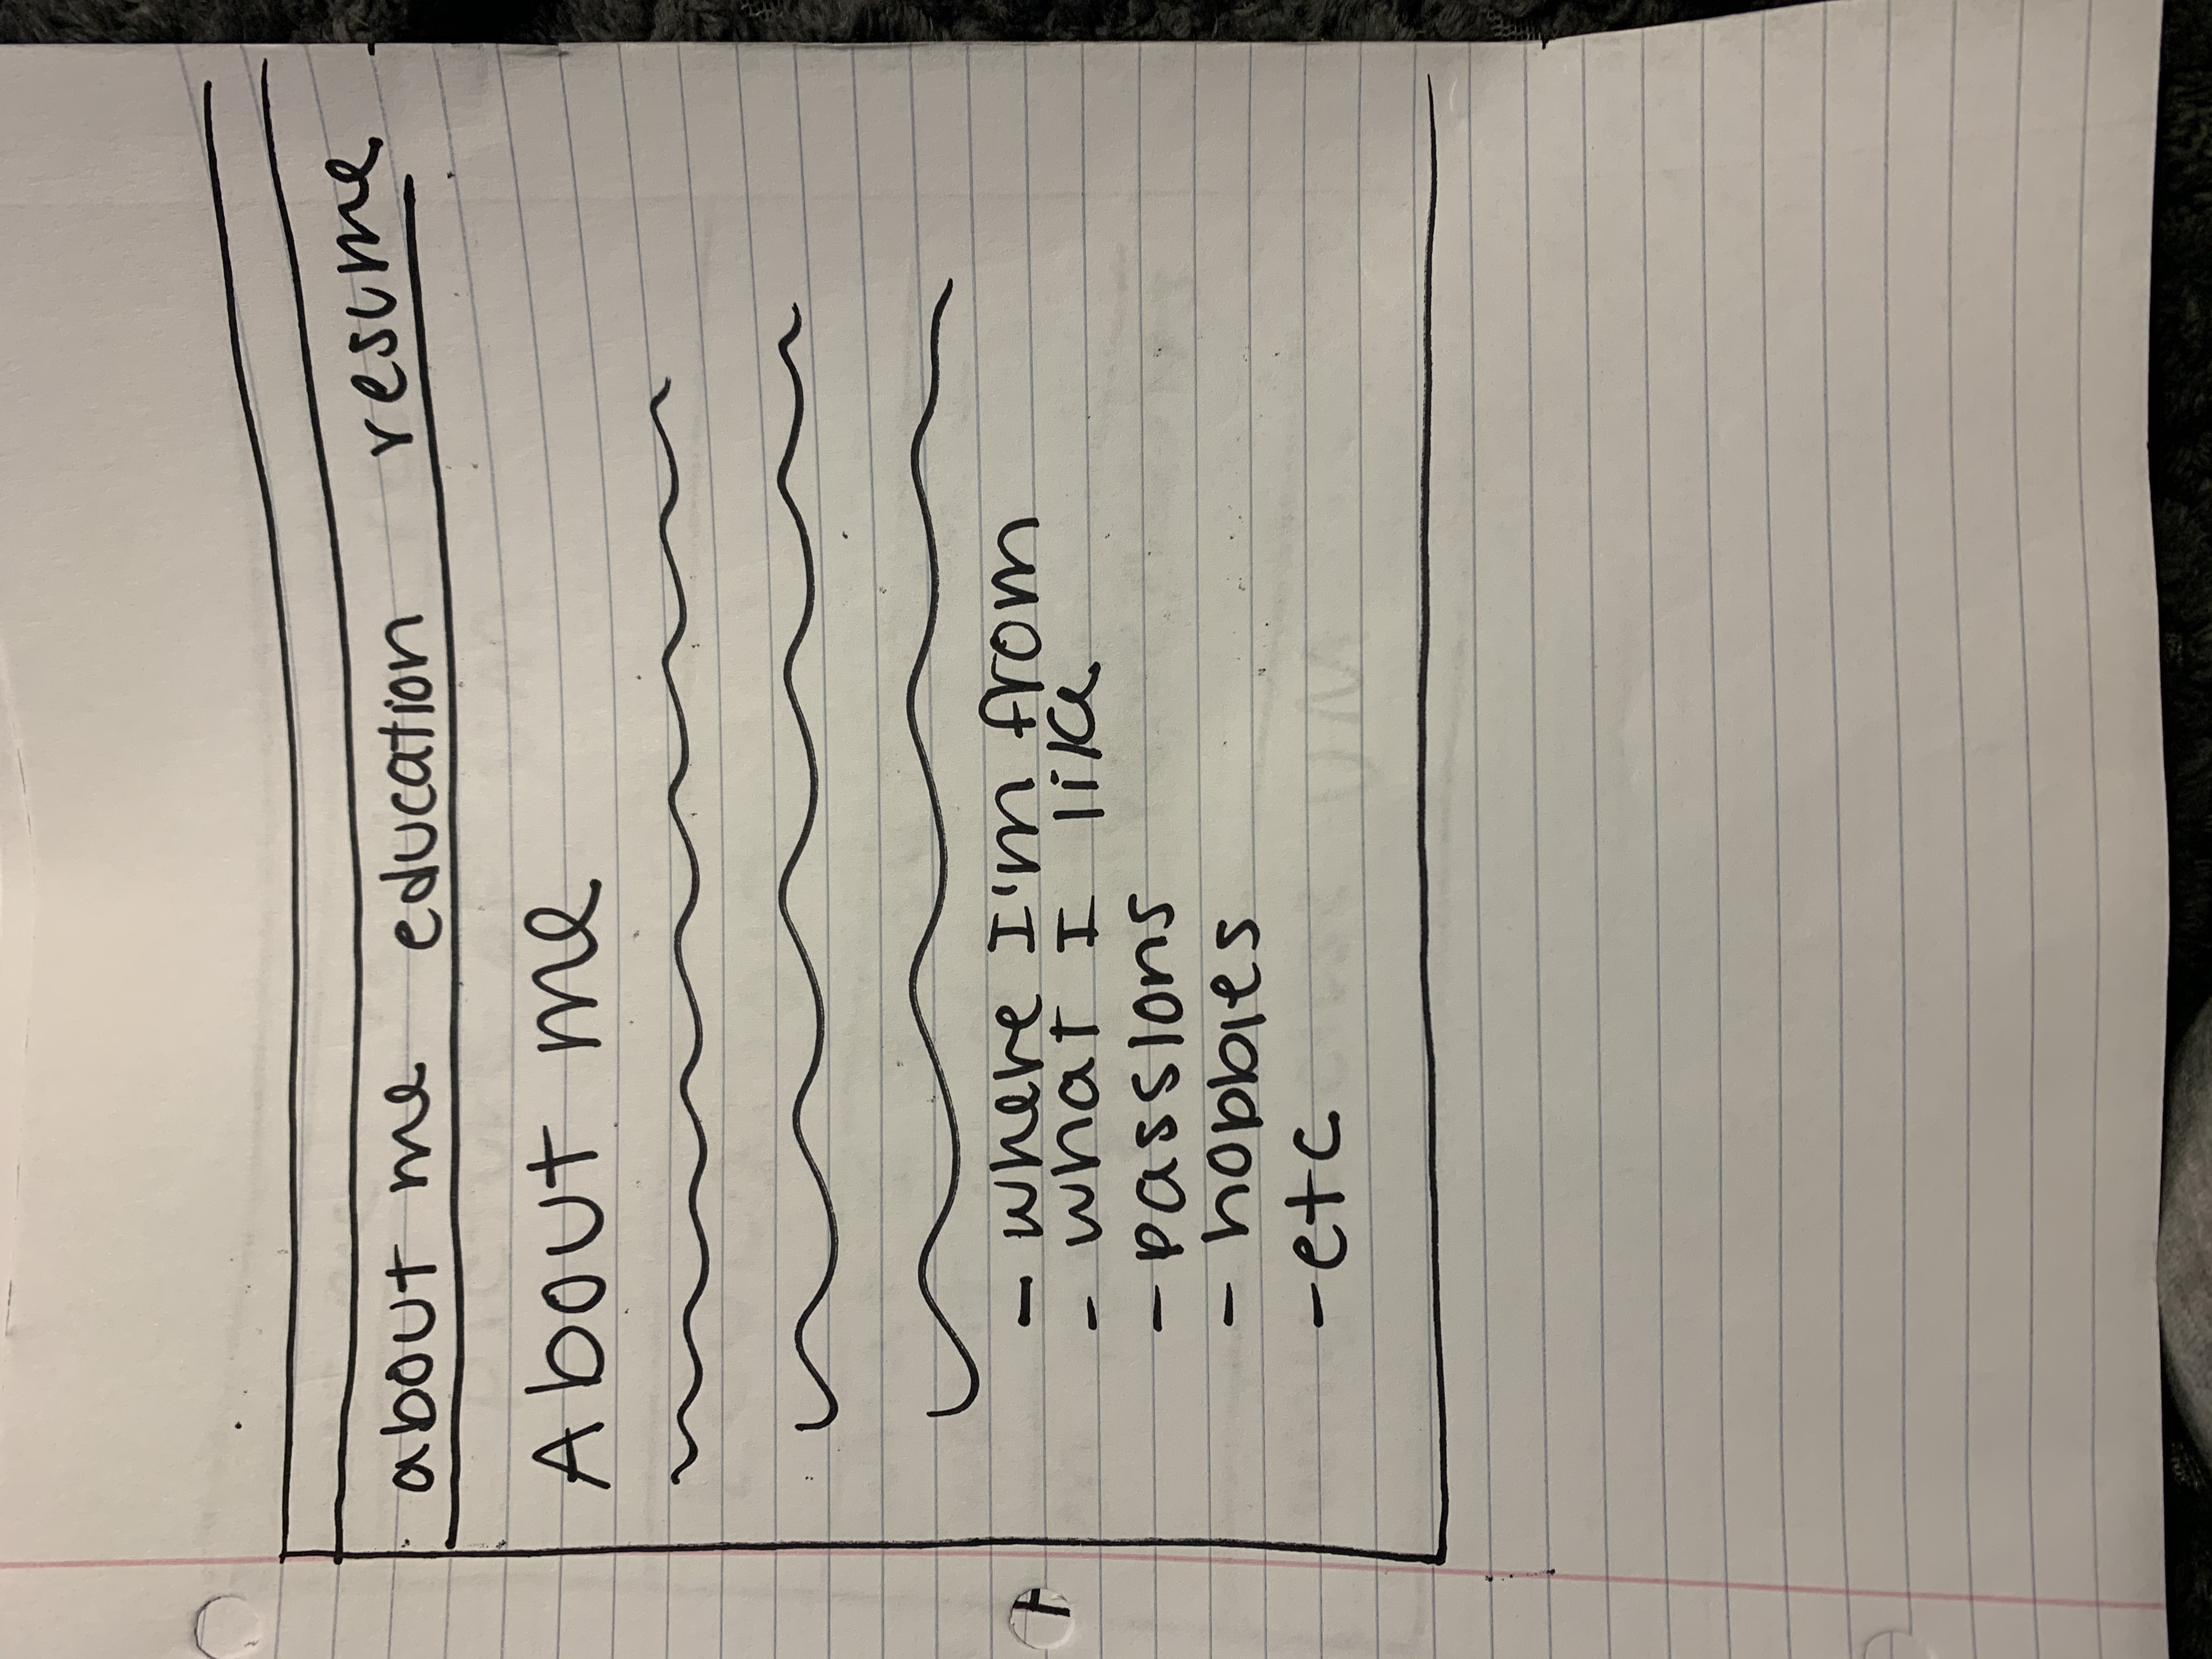 about me education resume
About me
- where I'm from
- what I like
- passions
- hobbies
- etc